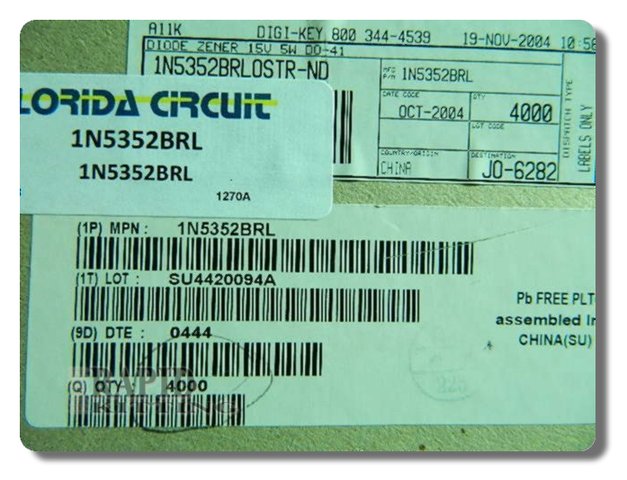 A11K DIGI-KEY 800 344-4539 19-NOV-2004 10:56
DIODE ZENER 15V 5W DO-41
1N5352BRLOSTR-ND
MFG P/N 1N5352BRL
DATE CODE
OCT-2004
QTY
4000
LOT CODE
COUNTRY/ORIGIN
CHINA
DESTINATION
JO-6282
DISPATCH TYPE
LABELS ONLY
LORIDA CIRCUIT
1N5352BRL
1N5352BRL
1270A
(1P) MPN : 1N5352BRL
(1T) LOT : SU4420094A
(9D) DTE : 0444
(Q) QTY 4000
Pb FREE PLT
assembled In
CHINA(SU)
RAPID
KITTING